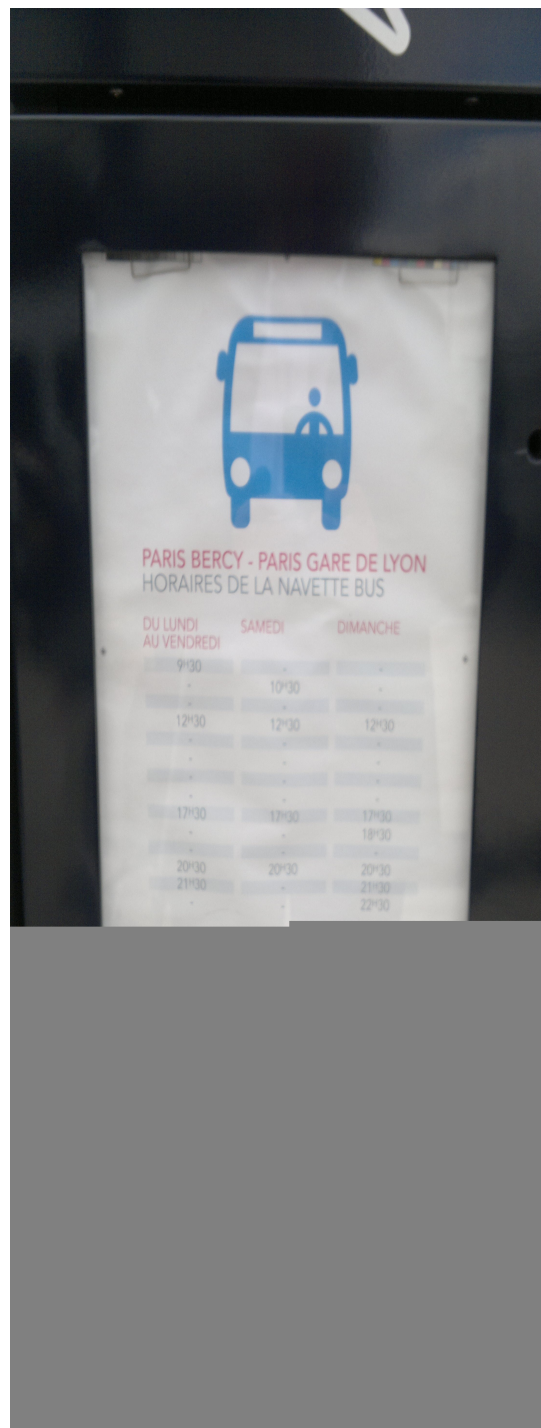 PARIS BERCY - PARIS GARE DE LYON
HORAIRES DE LA NAVETTE BUS
DU LUNDI SAMEDI DIMANCHE
AU VENDREDI
9H30 - -
- 10H30 -
- - -
12H30 12H30 12H30
- - -
- - -
- - -
- - -
17H30 17H30 17H30
- - 18H30
- - -
20H30 20H30 20H30
21H30 - 21H30
- - 22H30